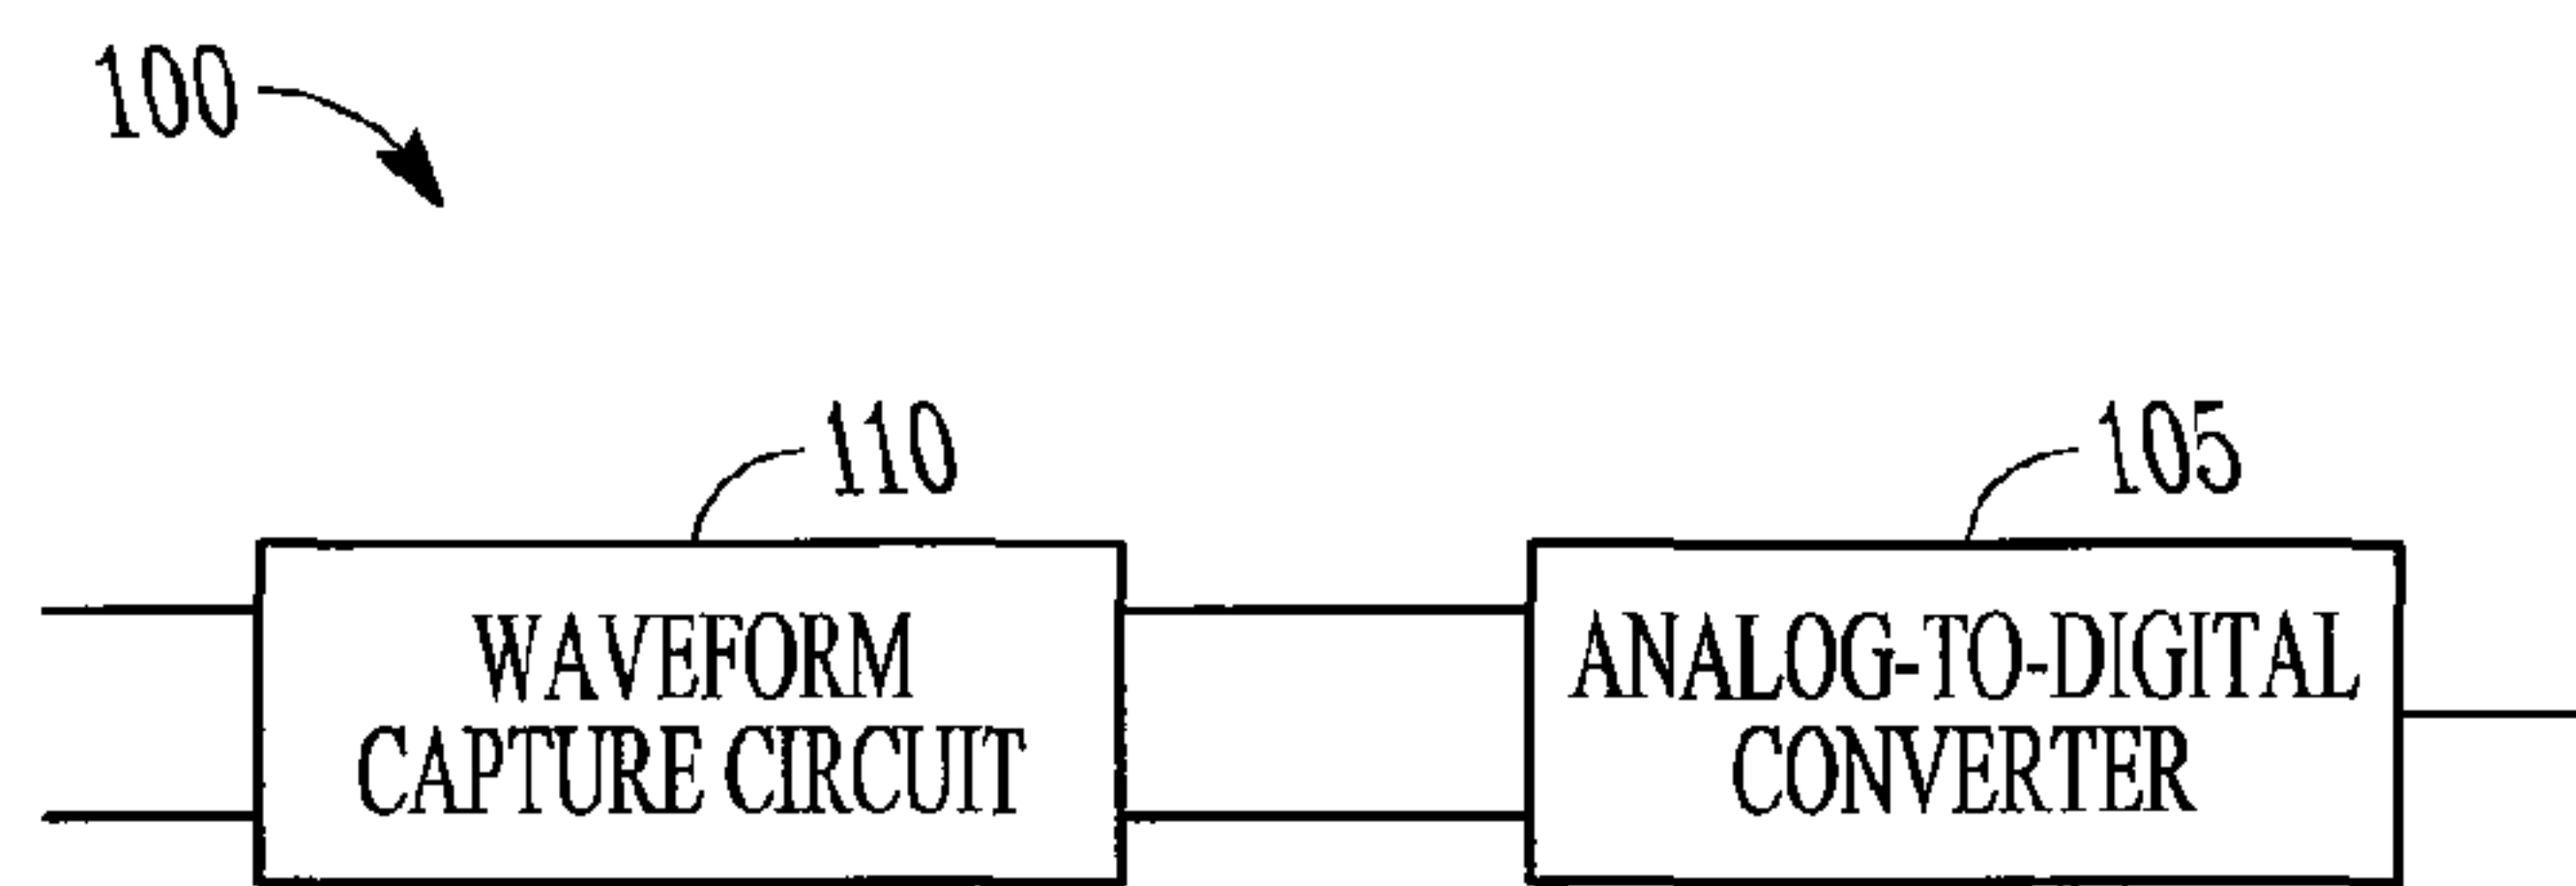 100
110
105
WAVEFORM
CAPTURE CIRCUIT
ANALOG-TO-DIGITAL
CONVERTER